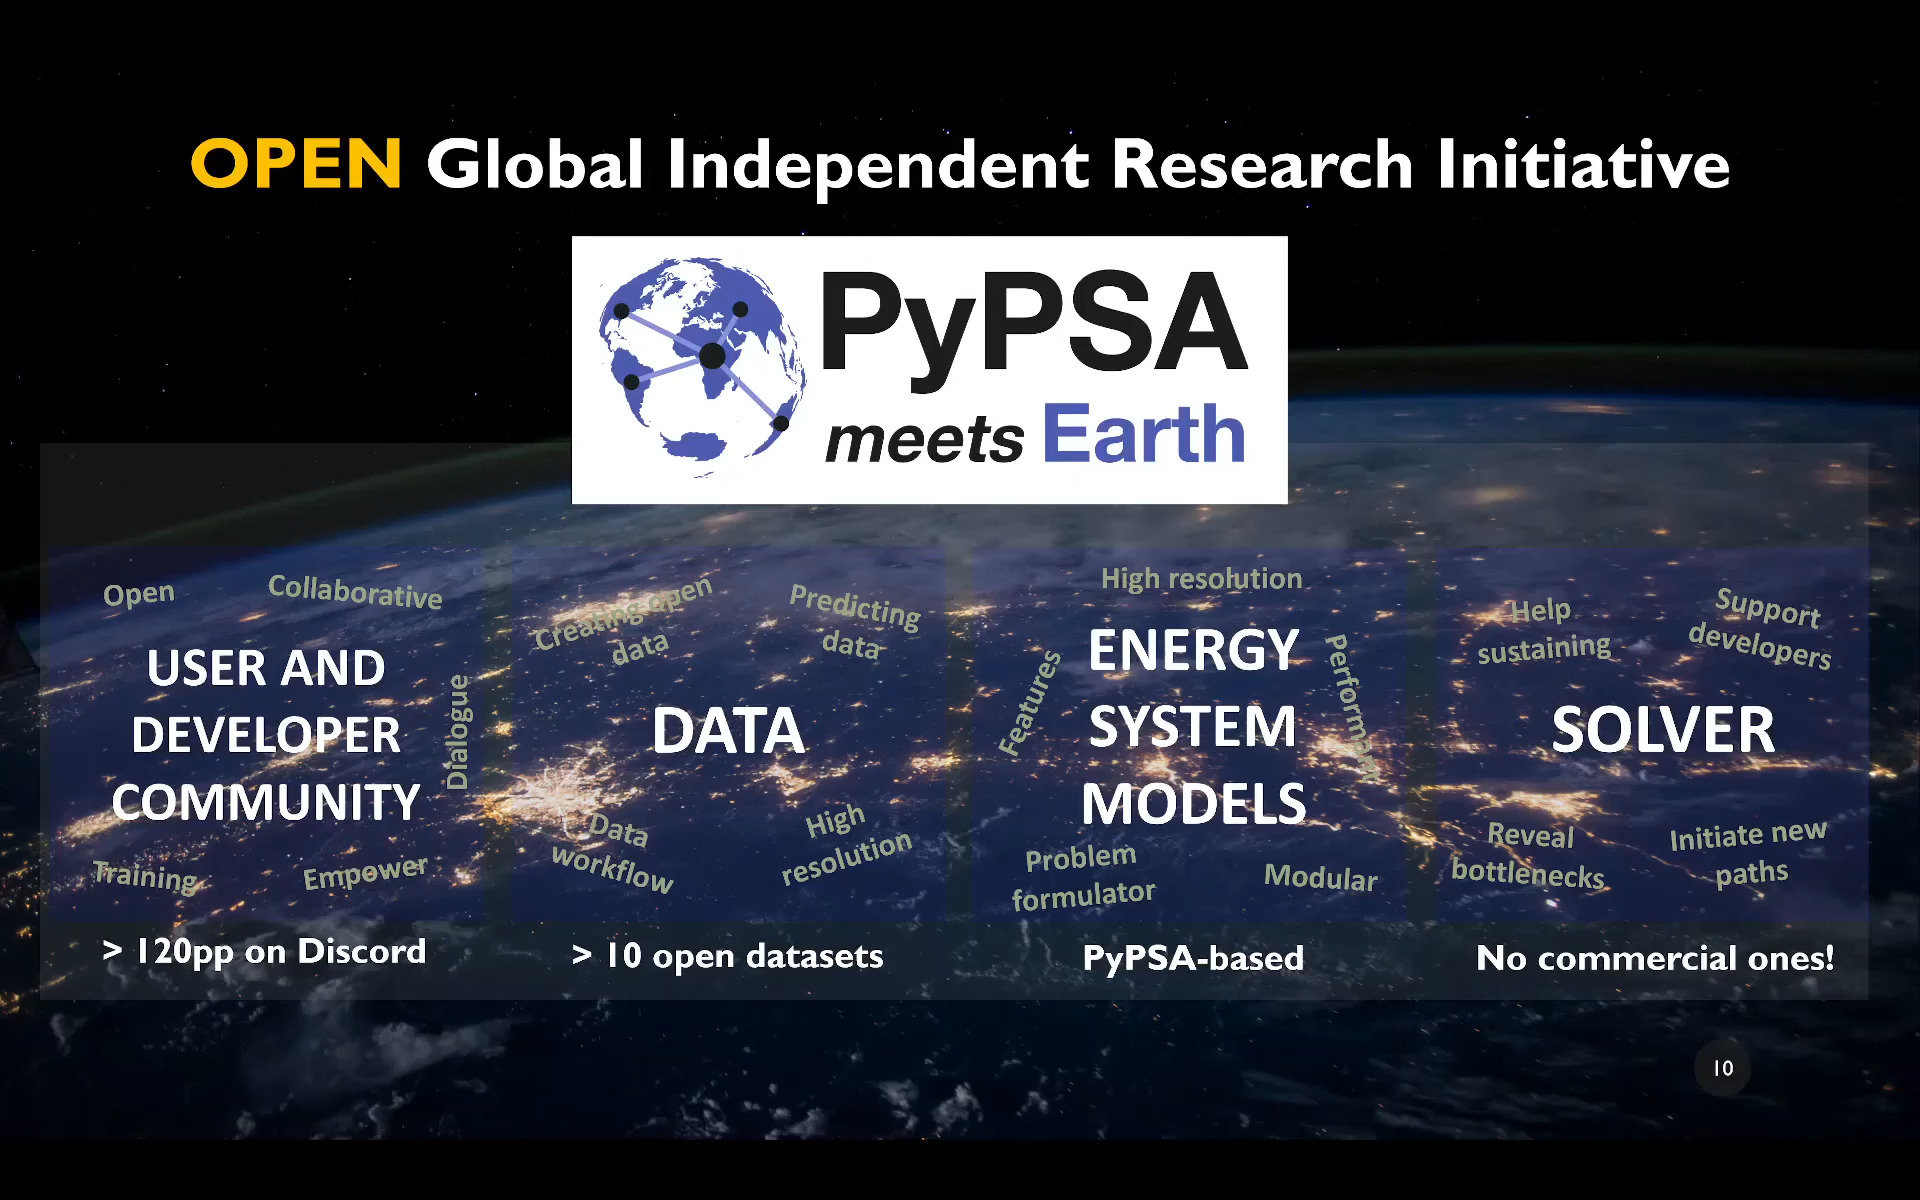 OPEN Global Independent Research Initiative
PyPSA
meets Earth
Open
Collaborative
USER AND
DEVELOPER
COMMUNITY
Dialogue
Training
Empower
> 120pp on Discord
Creating open
data
Predicting
data
DATA
Data
workflow
High
resolution
> 10 open datasets
High resolution
Features
ENERGY
SYSTEM
MODELS
Performant
Problem
formulator
Modular
PyPSA-based
Help
sustaining
Support
developers
SOLVER
Reveal
bottlenecks
Initiate new
paths
No commercial ones!
10